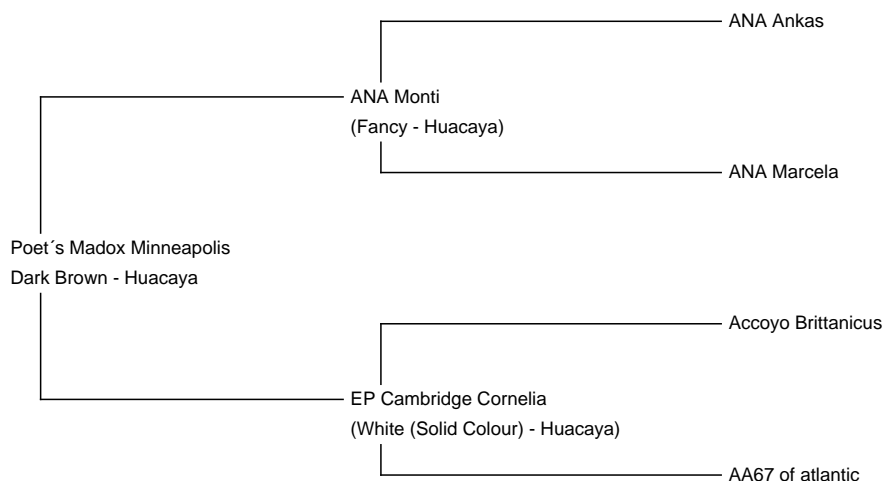 ANA Ankas
ANA Monti
(Fancy - Huacaya)
ANA Marcela
Poet´s Madox Minneapolis
Dark Brown - Huacaya
Accoyo Brittanicus
EP Cambridge Cornelia
(White (Solid Colour) - Huacaya)
AA67 of atlantic